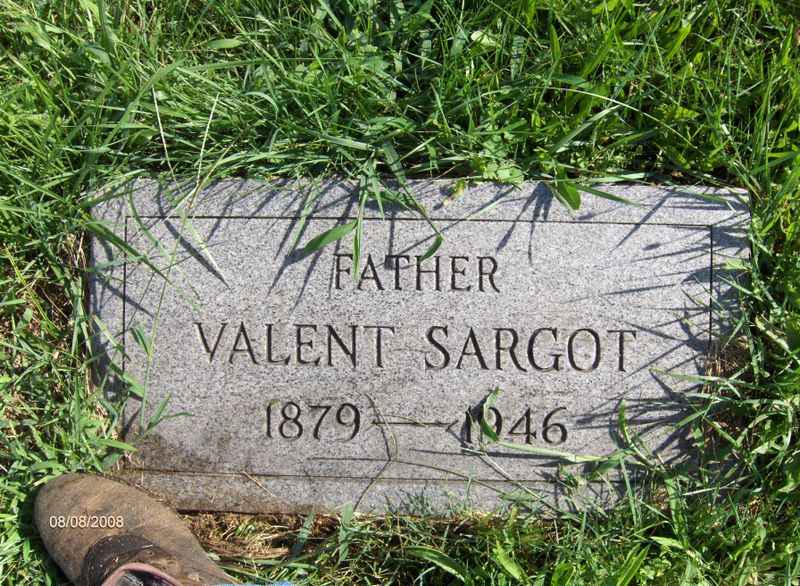 FATHER
VALENT SARGOT
1879—1946
08/08/2008